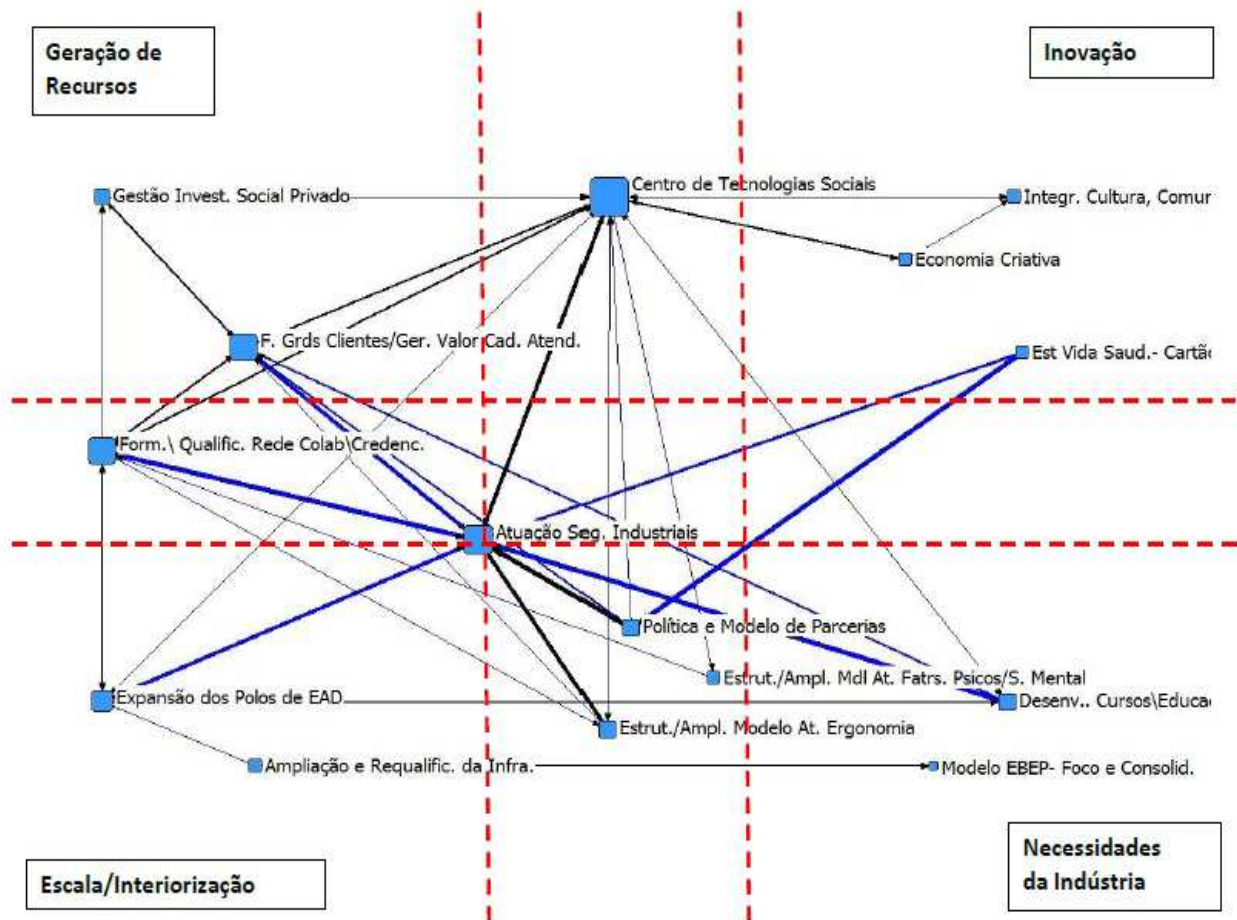 Geração de
Recursos
Inovação
Gestão Invest. Social Privado
Centro de Tecnologias Sociais
Integr. Cultura, Comur
Economia Criativa
F. Grds Clientes/Ger. Valor Cad. Atend.
Est Vida Saud.- Cartão
Form.\ Qualific. Rede Colab\Credenc.
Atuação Seg. Industriais
Política e Modelo de Parcerias
Estrut./Ampl. Mdl At. Fatrs. Psicos/S. Mental
Expansão dos Polos de EAD
Desenv.. Cursos\Educa
Estrut./Ampl. Modelo At. Ergonomia
Ampliação e Requalific. da Infra.
Modelo EBEP- Foco e Consolid.
Necessidades
da Indústria
Escala/Interiorização